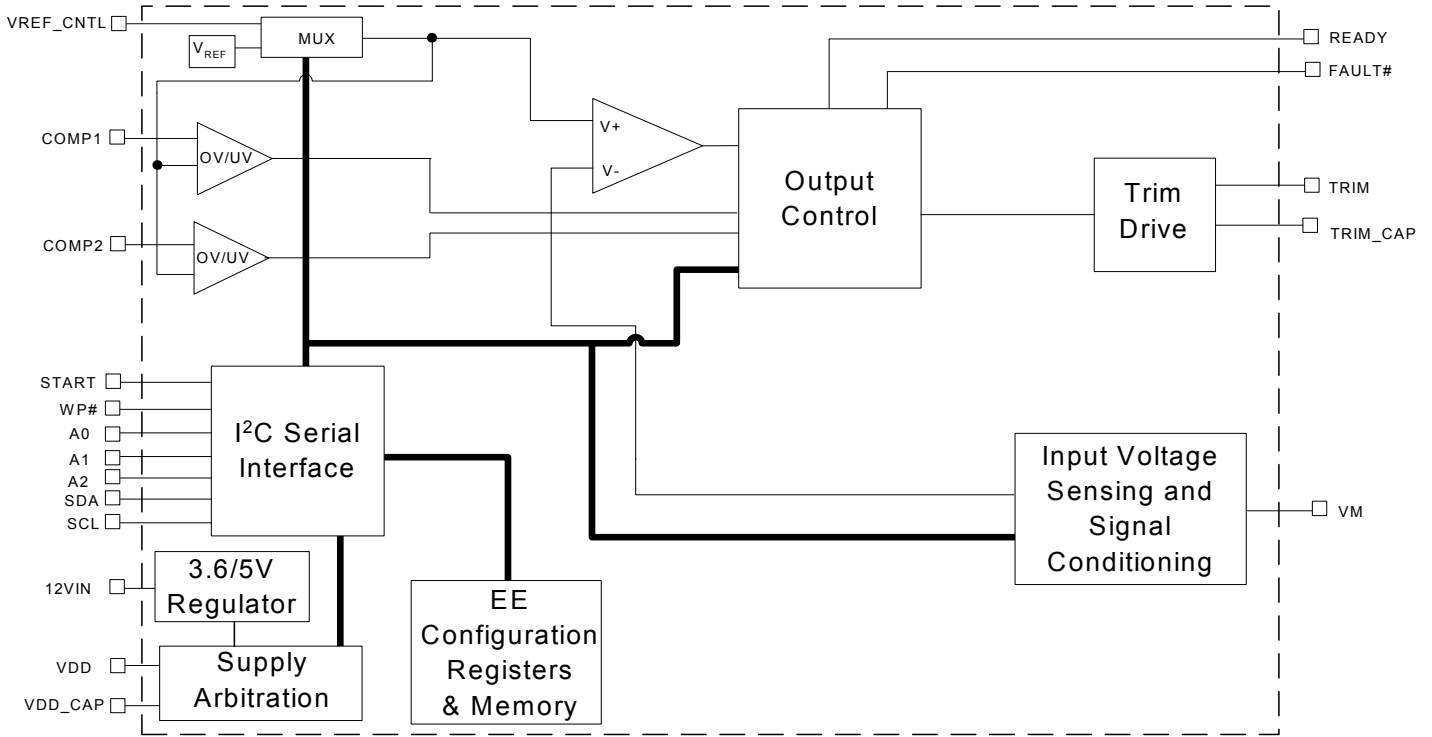 VREF_CNTL
MUX
VREF
READY
FAULT#
COMP1
OV/UV
V+
V-
Output
Control
Trim
Drive
TRIM
TRIM_CAP
COMP2
OV/UV
START
WP#
A0
A1
A2
SDA
SCL
I²C Serial
Interface
Input Voltage
Sensing and
Signal
Conditioning
VM
12VIN
3.6/5V
Regulator
EE
Configuration
Registers
& Memory
VDD
VDD_CAP
Supply
Arbitration